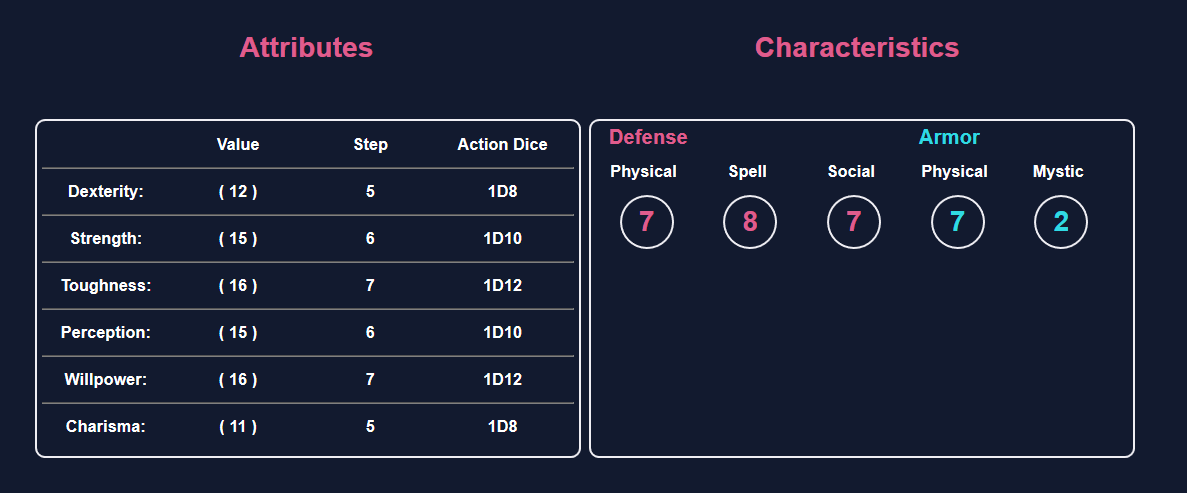 Attributes
Value Step Action Dice
Dexterity: ( 12 ) 5 1D8
Strength: ( 15 ) 6 1D10
Toughness: ( 16 ) 7 1D12
Perception: ( 15 ) 6 1D10
Willpower: ( 16 ) 7 1D12
Charisma: ( 11 ) 5 1D8
Characteristics
Defense Armor
Physical Spell Social Physical Mystic
7 8 7 7 2